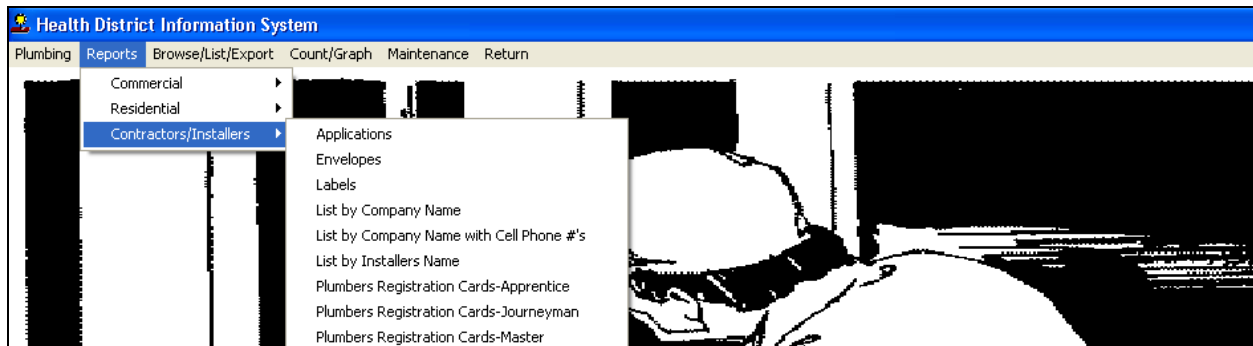 Health District Information System
Plumbing Reports Browse/List/Export Count/Graph Maintenance Return
Commercial
Residential
Contractors/Installers
Applications
Envelopes
Labels
List by Company Name
List by Company Name with Cell Phone #'s
List by Installers Name
Plumbers Registration Cards-Apprentice
Plumbers Registration Cards-Journeyman
Plumbers Registration Cards-Master